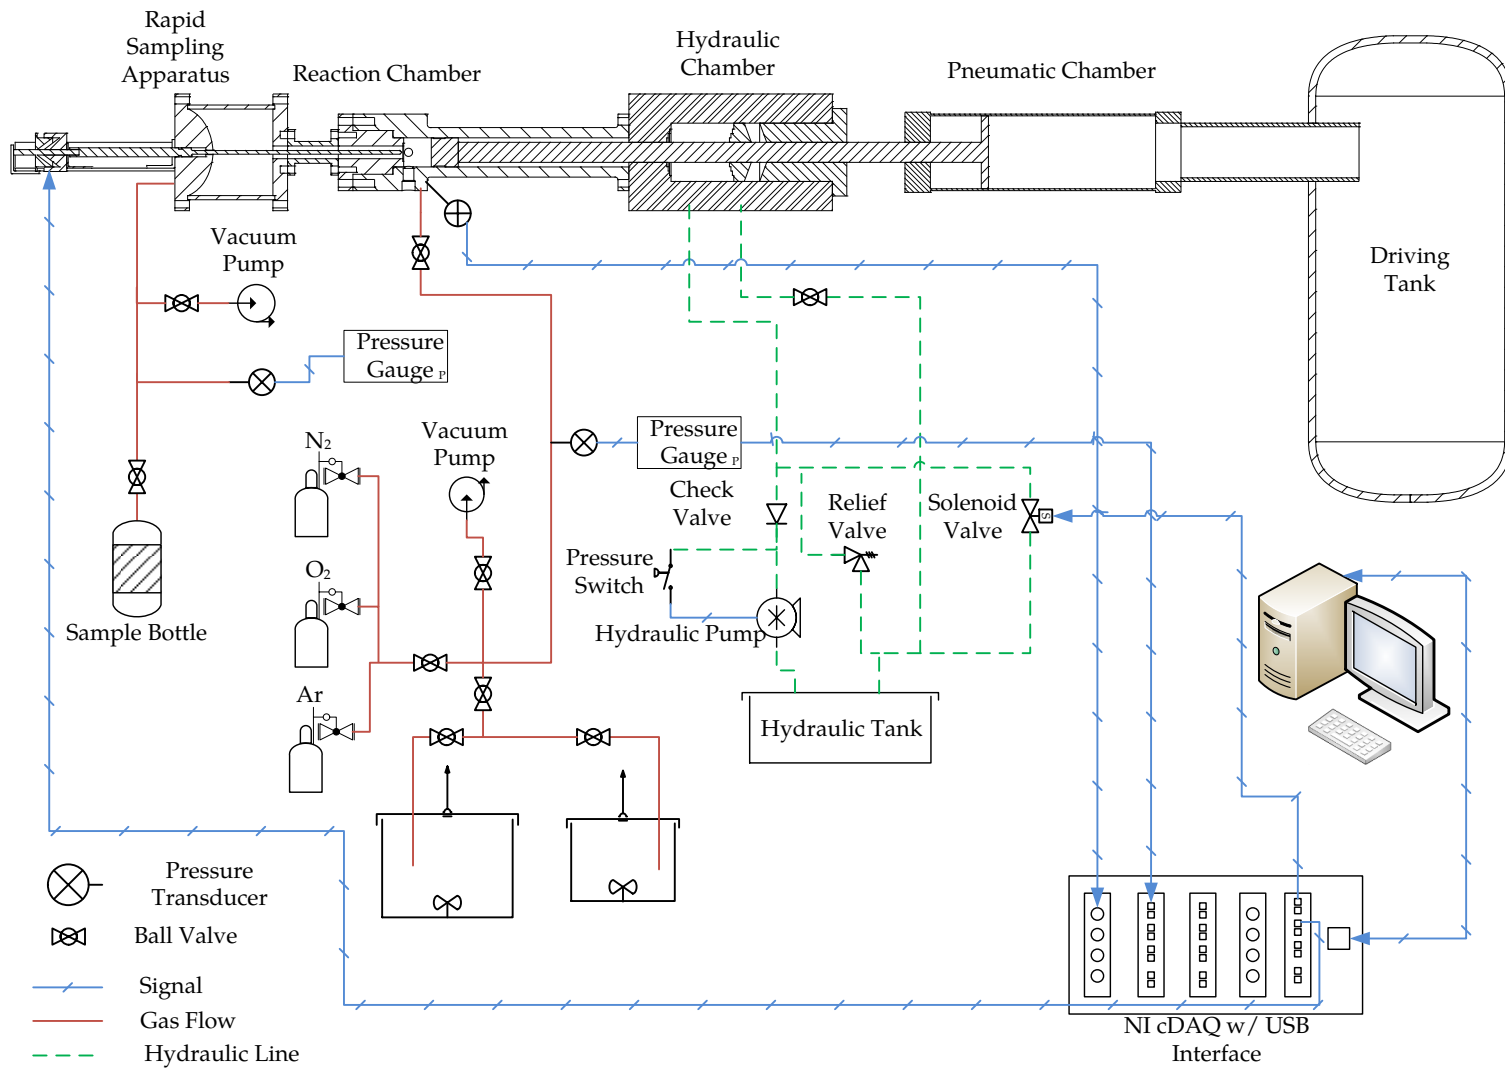 Rapid
Sampling
Apparatus
Reaction Chamber
Hydraulic
Chamber
Pneumatic Chamber
Driving
Tank
Vacuum
Pump
Pressure
Gauge P
N2
Vacuum
Pump
Pressure
Gauge P
Check
Valve
Relief
Valve
Solenoid
Valve
S
Pressure
Switch
O2
Sample Bottle
Hydraulic Pump
Ar
Hydraulic Tank
Pressure
Transducer
Ball Valve
Signal
Gas Flow
Hydraulic Line
NI cDAQ w/ USB
Interface